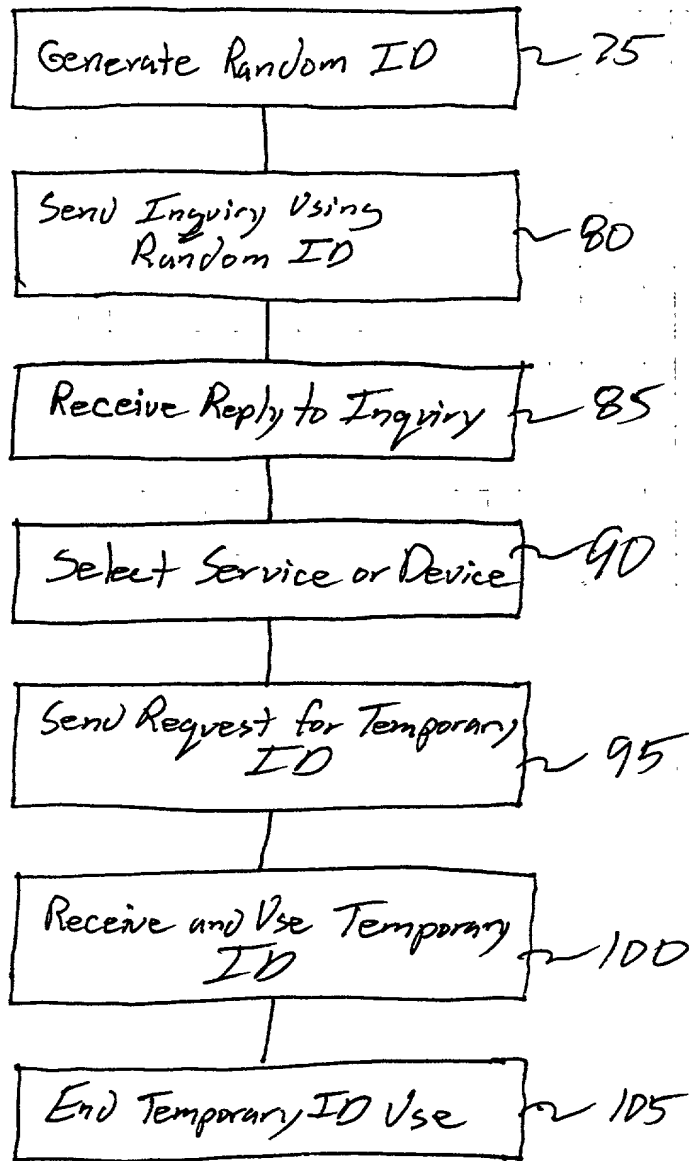 Generate Random ID 75
Send Inquiry Using
Random ID
80
Receive Reply to Inquiry 85
Select Service or Device 90
Send Request for Temporary
ID
95
Receive and Use Temporary
ID
100
End Temporary ID Use 105